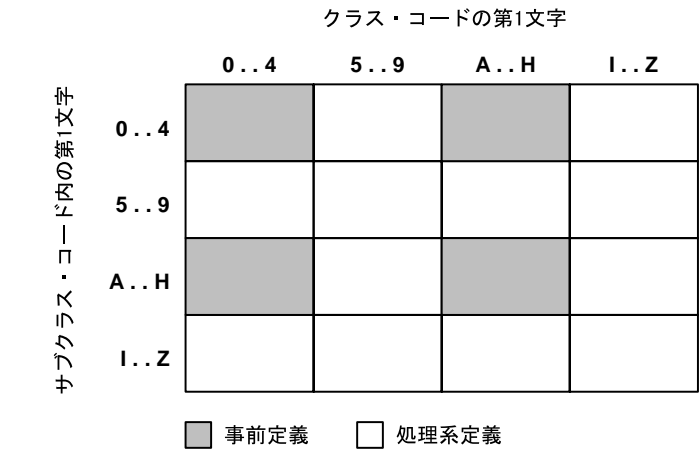 クラス・コードの第1文字
0..4 5..9 A..H I..Z
サブクラス・コード内の第1文字
0..4
5..9
A..H
I..Z
事前定義 処理系定義